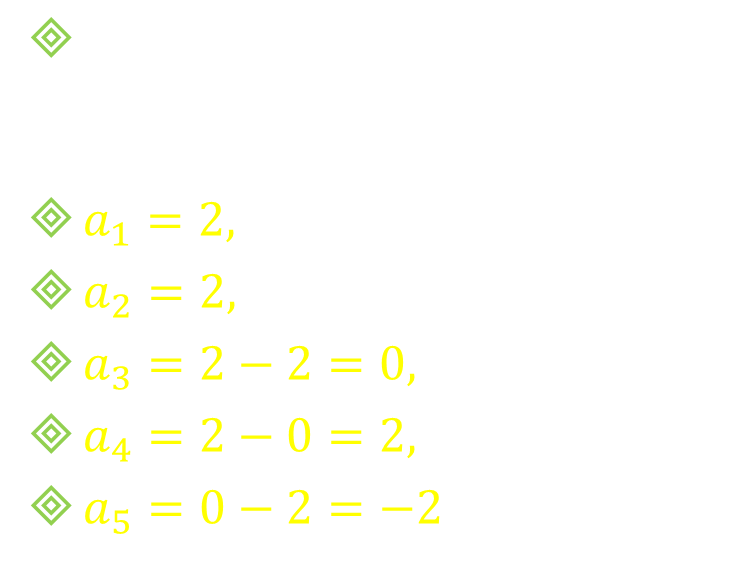 a₁ = 2,
a₂ = 2,
a₃ = 2 − 2 = 0,
a₄ = 2 − 0 = 2,
a₅ = 0 − 2 = −2